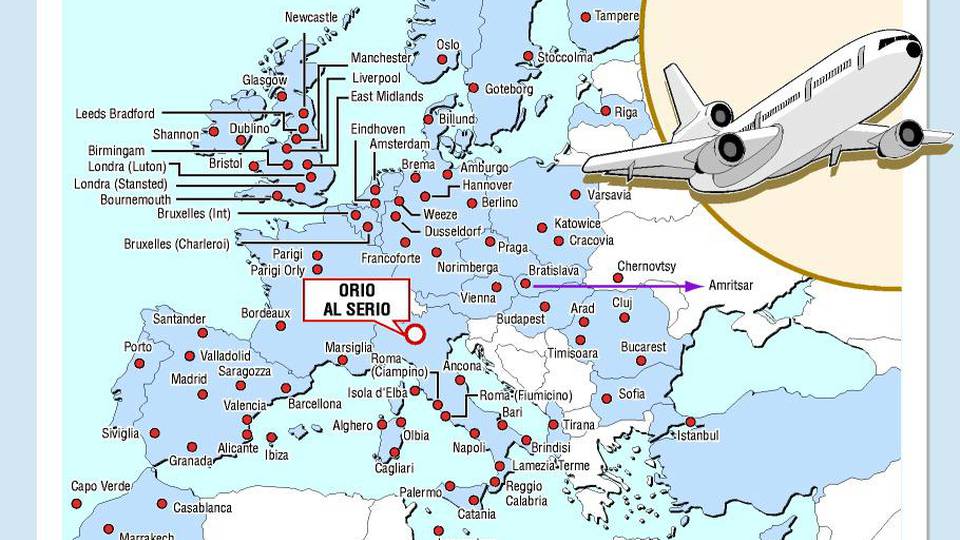 Newcastle
Tampere
Oslo
Manchester
Stoccolma
Liverpool
Glasgow
Goteborg
East Midlands
Leeds Bradford
Riga
Billund
Shannon
Dublino
Eindhoven
Amsterdam
Birmingam
Bristol
Brema
Amburgo
Londra (Luton)
Hannover
Londra (Stansted)
Varsavia
Bournemouth
Berlino
Bruxelles (Int)
Weeze
Katowice
Dusseldorf
Cracovia
Bruxelles (Charleroi)
Praga
Parigi
Francoforte
Norimberga
Parigi Orly
Bratislava
Chernovtsy
Amritsar
ORIO
AL SERIO
Vienna
Bordeaux
Budapest
Arad
Cluj
Santander
Porto
Marsiglia
Timisoara
Bucarest
Valladolid
Roma
(Ciampino)
Ancona
Saragozza
Madrid
Isola d'Elba
Roma (Fiumicino)
Sofia
Valencia
Barcellona
Bari
Alghero
Tirana
Siviglia
Olbia
Istanbul
Alicante
Ibiza
Napoli
Brindisi
Granada
Cagliari
Lamezia Terme
Capo Verde
Palermo
Reggio
Calabria
Casablanca
Catania
Marrakech